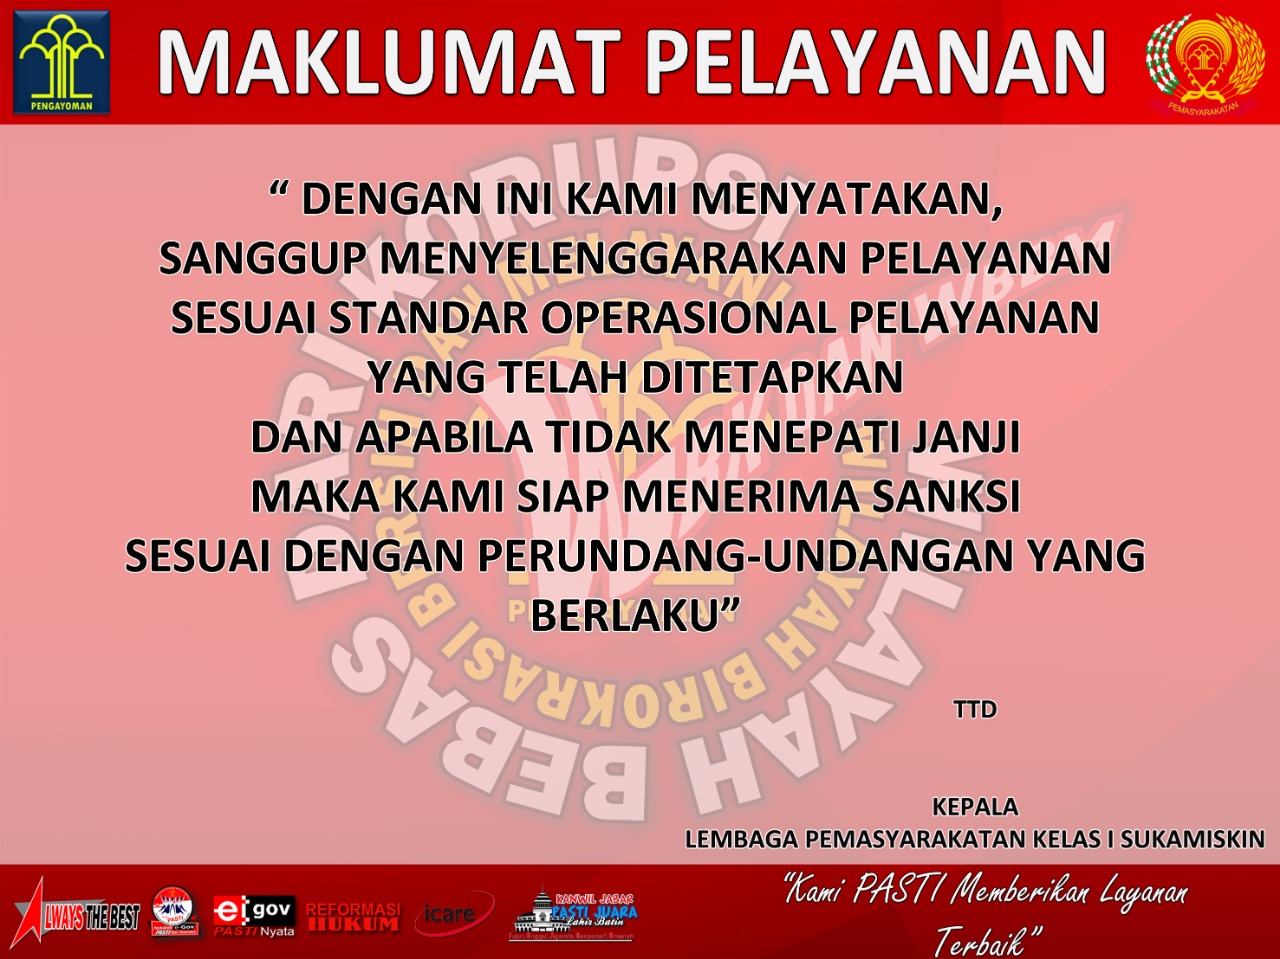 MAKLUMAT PELAYANAN
PENGAYOMAN
PEMASYARAKATAN
“ DENGAN INI KAMI MENYATAKAN,
SANGGUP MENYELENGGARAKAN PELAYANAN
SESUAI STANDAR OPERASIONAL PELAYANAN
YANG TELAH DITETAPKAN
DAN APABILA TIDAK MENEPATI JANJI
MAKA KAMI SIAP MENERIMA SANKSI
SESUAI DENGAN PERUNDANG-UNDANGAN YANG
BERLAKU”
WILAYAH BEBAS DARI KORUPSI
WILAYAH BIROKRASI BERSIH DAN MELAYANI
PENGAYOMAN
TTD
KEPALA
LEMBAGA PEMASYARAKATAN KELAS I SUKAMISKIN
ALWAYS THE BEST
PASTI
e-gov
PASTI Nyata
REFORMASI
HUKUM
icare
KANWIL JABAR
PASTI JUARA
Lahir Batin
“Kami PASTI Memberikan Layanan
Terbaik”